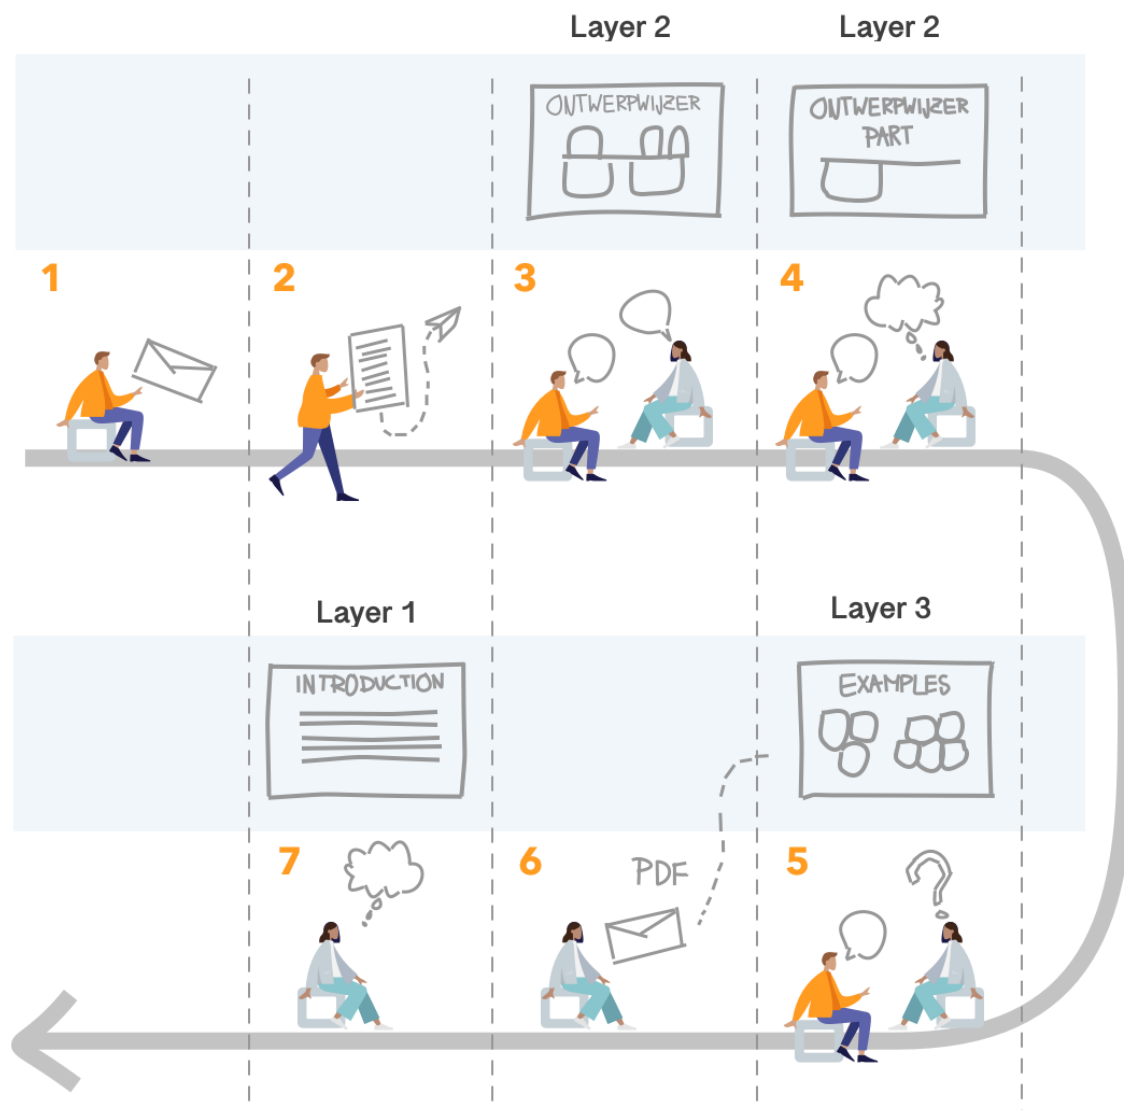 Layer 2
Layer 2
ONTWERPWIJZER
ONTWERPWIJZER
PART
1
2
3
4
Layer 1
Layer 3
INTRODUCTION
EXAMPLES
7
6
5
PDF